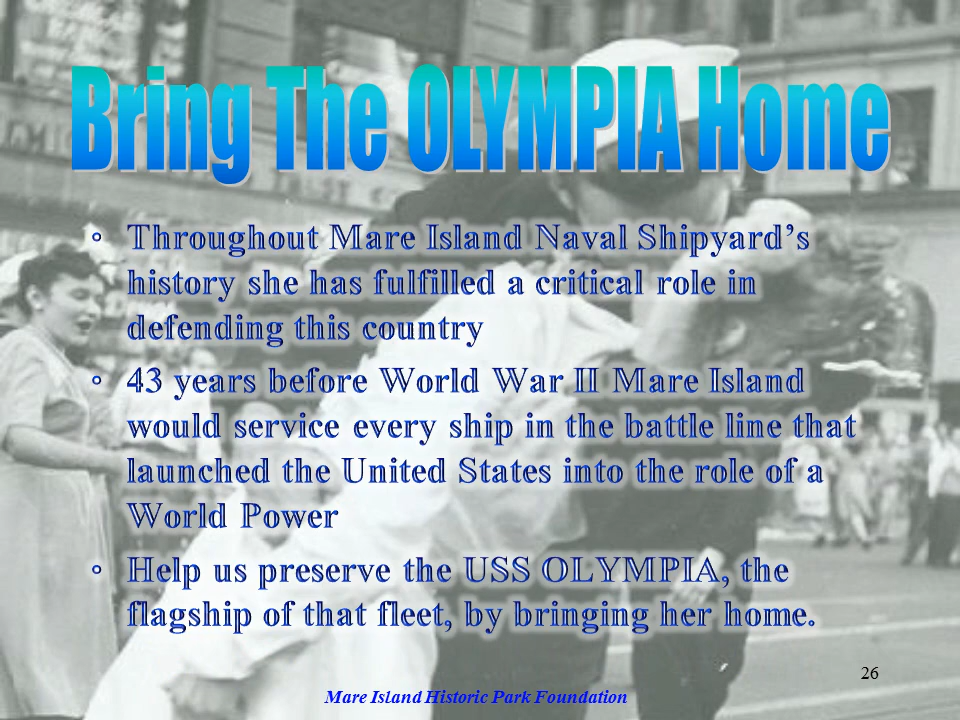 Bring The OLYMPIA Home
• Throughout Mare Island Naval Shipyard’s
history she has fulfilled a critical role in
defending this country
• 43 years before World War II Mare Island
would service every ship in the battle line that
launched the United States into the role of a
World Power
• Help us preserve the USS OLYMPIA, the
flagship of that fleet, by bringing her home.
26
Mare Island Historic Park Foundation